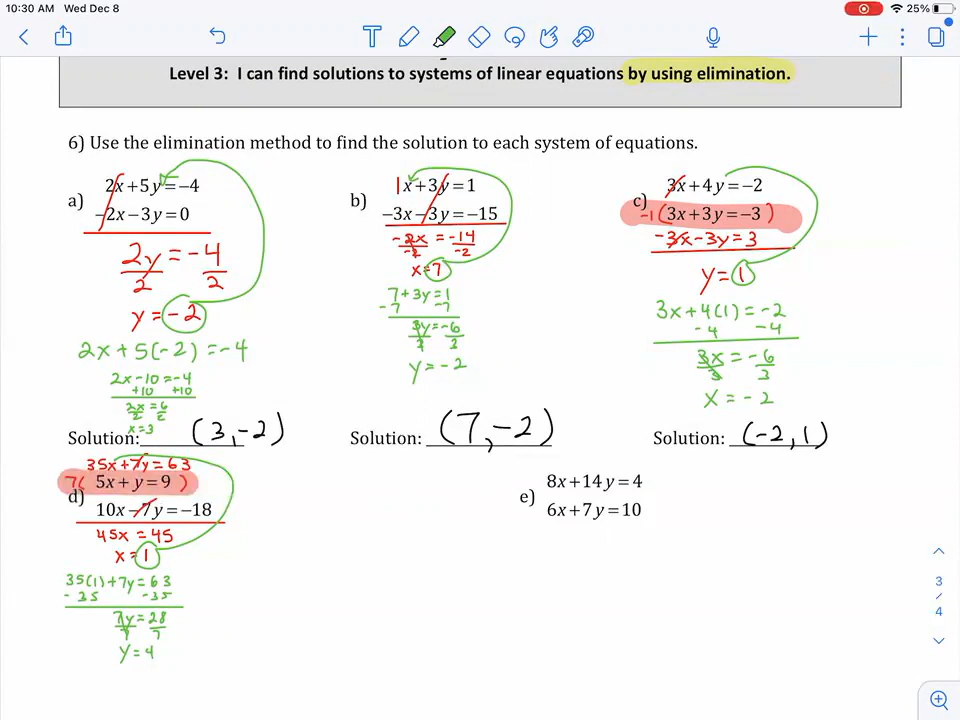 10:30 AM Wed Dec 8
25%
Level 3: I can find solutions to systems of linear equations by using elimination.
6) Use the elimination method to find the solution to each system of equations.
a)
2x +5y =−4
−2x −3y = 0
2y = -4
2 2
y = -2
2x + 5(-2) = -4
2x -10 = -4
+10 +10
2x = 6
2 2
x = 3
Solution: (3, -2)
b)
1x +3y = 1
−3x −3y = −15
-2x = -14
-2 -2
x = 7
7 + 3y = 1
-7 -7
3y = -6
3 3
y = -2
Solution: (7, -2)
c)
3x + 4y = −2
-1( 3x + 3y = −3 )
-3x - 3y = 3
y = 1
3x + 4(1) = -2
-4 -4
3x = -6
3 3
x = -2
Solution: (-2, 1)
d)
35x + 7y = 63
7( 5x + y = 9 )
10x −7y = −18
45x = 45
x = 1
35(1) + 7y = 63
- 35 -35
7y = 28
7 7
y = 4
e)
8x +14y = 4
6x + 7y = 10
3
/
4